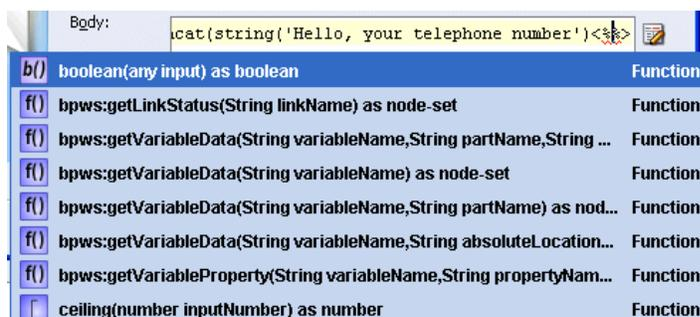 Body:
ıcat(string('Hello, your telephone number')<%%>
b() boolean(any input) as boolean Function
f() bpws:getLinkStatus(String linkName) as node-set Function
f() bpws:getVariableData(String variableName,String partName,String ... Function
f() bpws:getVariableData(String variableName) as node-set Function
f() bpws:getVariableData(String variableName,String partName) as nod... Function
f() bpws:getVariableData(String variableName,String absoluteLocation... Function
f() bpws:getVariableProperty(String variableName,String propertyNam... Function
ceiling(number inputNumber) as number Function